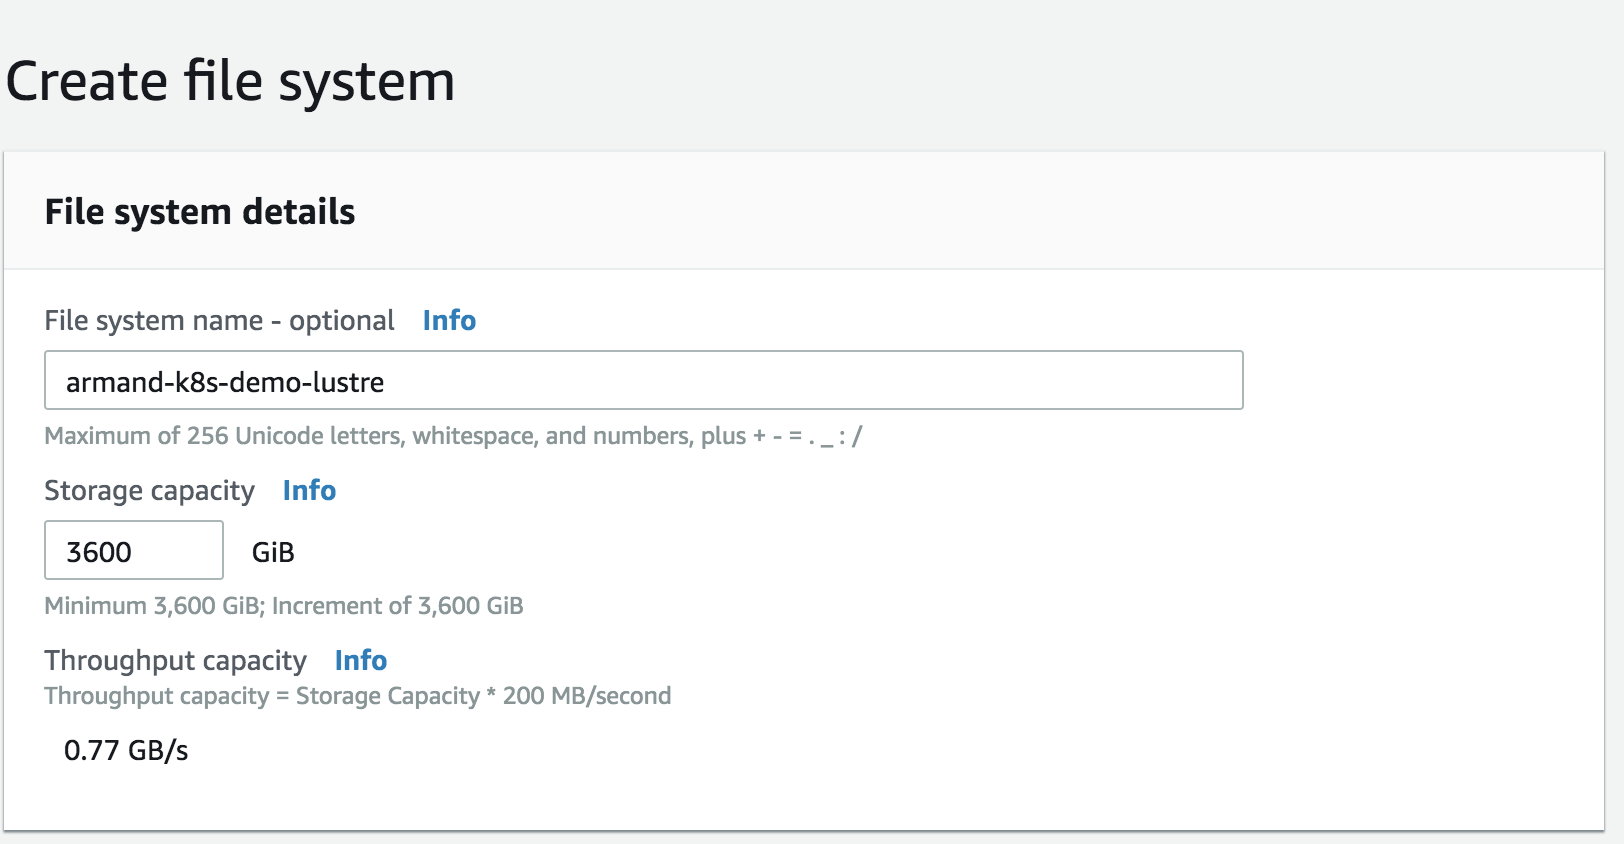 Create file system
File system details
File system name - optional Info
armand-k8s-demo-lustre
Maximum of 256 Unicode letters, whitespace, and numbers, plus + - = . _ : /
Storage capacity Info
3600 GiB
Minimum 3,600 GiB; Increment of 3,600 GiB
Throughput capacity Info
Throughput capacity = Storage Capacity * 200 MB/second
0.77 GB/s